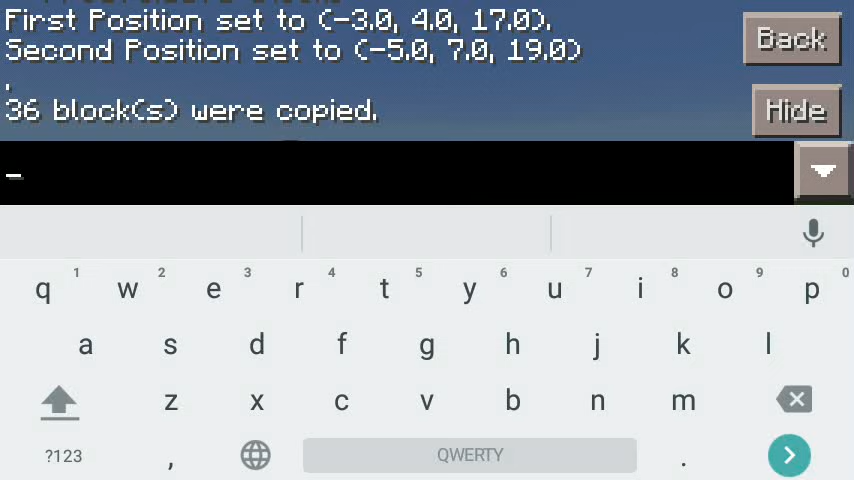 First Position set to (-3.0, 4.0, 17.0).
Second Position set to (-5.0, 7.0, 19.0)
.
36 block(s) were copied.
Back
Hide
_
1 2 3 4 5 6 7 8 9 0
q w e r t y u i o p
a s d f g h j k l
z x c v b n m
?123 , QWERTY .